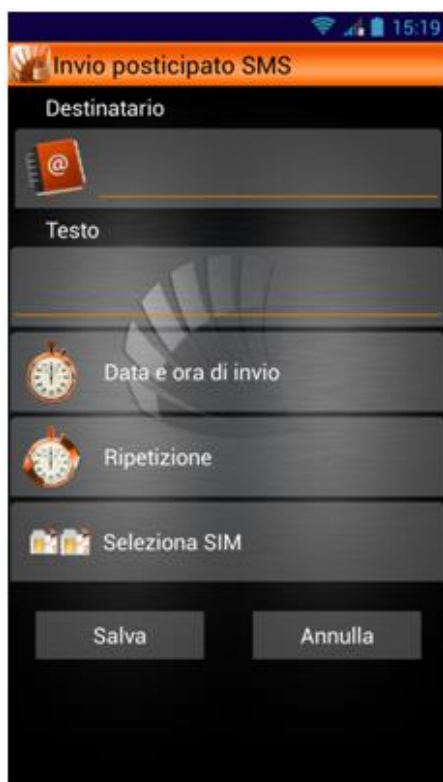 15:19
Invio posticipato SMS
Destinatario
@
Testo
Data e ora di invio
Ripetizione
Seleziona SIM
Salva Annulla